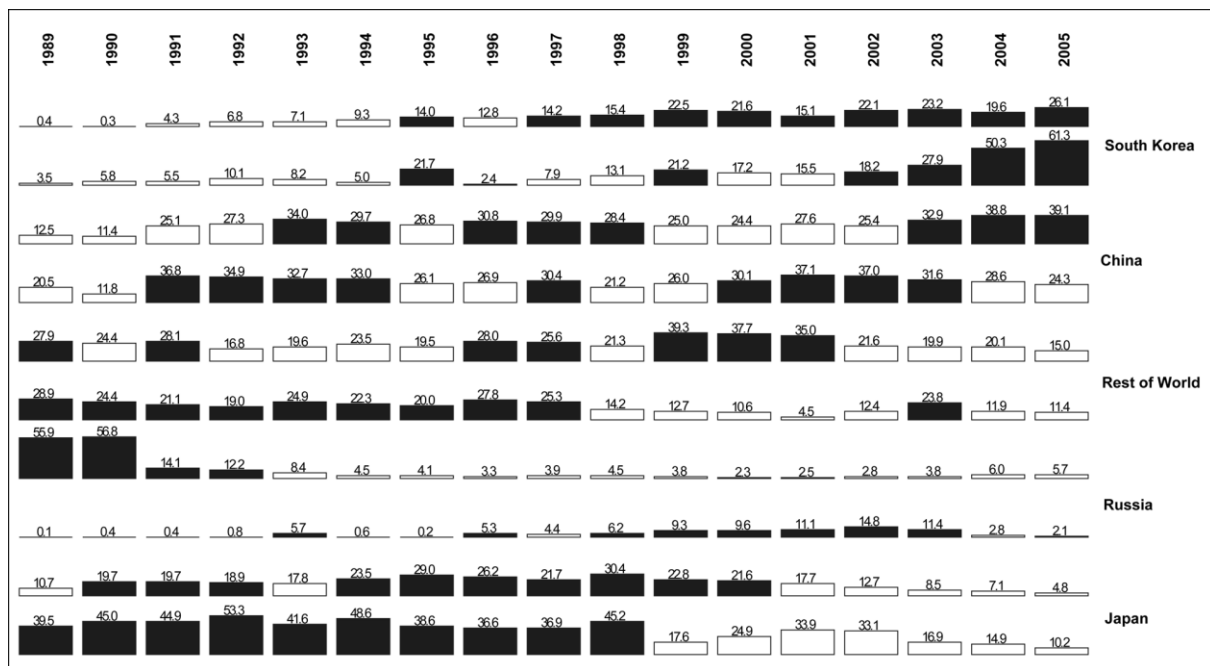 1989 1990 1991 1992 1993 1994 1995 1996 1997 1998 1999 2000 2001 2002 2003 2004 2005
0.4 0.3 4.3 6.8 7.1 9.3 14.0 12.8 14.2 15.4 22.5 21.6 15.1 22.1 23.2 19.6 26.1
South Korea
3.5 5.8 5.5 10.1 8.2 5.0 21.7 2.4 7.9 13.1 21.2 17.2 15.5 18.2 27.9 50.3 61.3
12.5 11.4 25.1 27.3 34.0 29.7 26.8 30.8 29.9 28.4 25.0 24.4 27.6 25.4 32.9 38.8 39.1
China
20.5 11.8 36.8 34.9 32.7 33.0 26.1 26.9 30.4 21.2 26.0 30.1 37.1 37.0 31.6 28.6 24.3
27.9 24.4 28.1 16.8 19.6 23.5 19.5 28.0 25.6 21.3 39.3 37.7 35.0 21.6 19.9 20.1 15.0
Rest of World
28.9 24.4 21.1 19.0 24.9 22.3 20.0 27.8 25.3 14.2 12.7 10.6 4.5 12.4 23.8 11.9 11.4
55.9 56.8 14.1 12.2 8.4 4.5 4.1 3.3 3.9 4.5 3.8 2.3 2.5 2.8 3.8 6.0 5.7
Russia
0.1 0.4 0.4 0.8 5.7 0.6 0.2 5.3 4.4 6.2 9.3 9.6 11.1 14.8 11.4 2.8 2.1
10.7 19.7 19.7 18.9 17.8 23.5 29.0 26.2 21.7 30.4 22.8 21.6 17.7 12.7 8.5 7.1 4.8
Japan
39.5 45.0 44.9 53.3 41.6 48.6 38.6 36.6 36.9 45.2 17.6 24.9 33.9 33.1 16.9 14.9 10.2